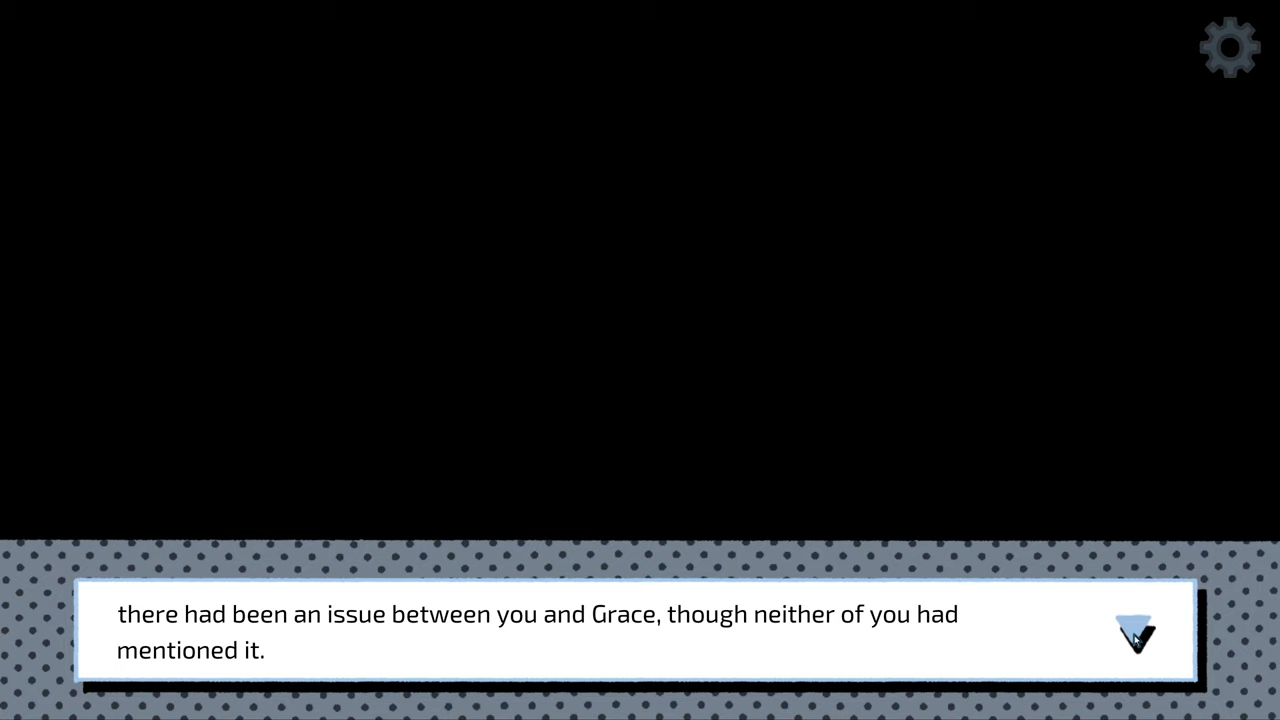 there had been an issue between you and Grace, though neither of you had
mentioned it.